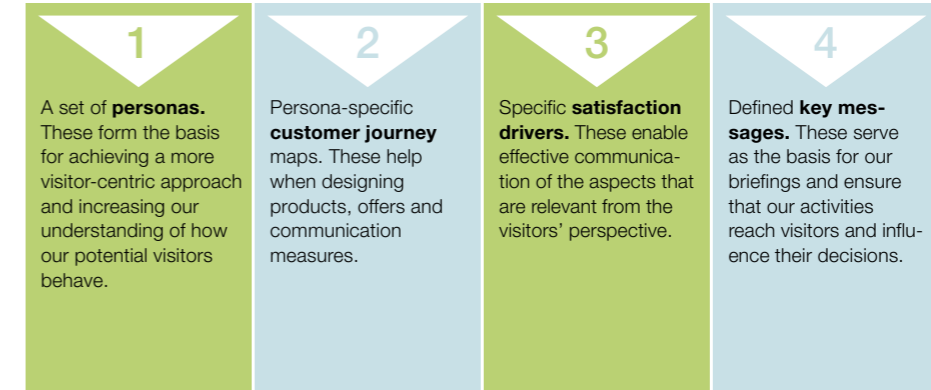 1
A set of personas.
These form the basis
for achieving a more
visitor-centric approach
and increasing our
understanding of how
our potential visitors
behave.
2
Persona-specific
customer journey
maps. These help
when designing
products, offers and
communication
measures.
3
Specific satisfaction
drivers. These enable
effective communica-
tion of the aspects that
are relevant from the
visitors’ perspective.
4
Defined key mes-
sages. These serve
as the basis for our
briefings and ensure
that our activities
reach visitors and influ-
ence their decisions.